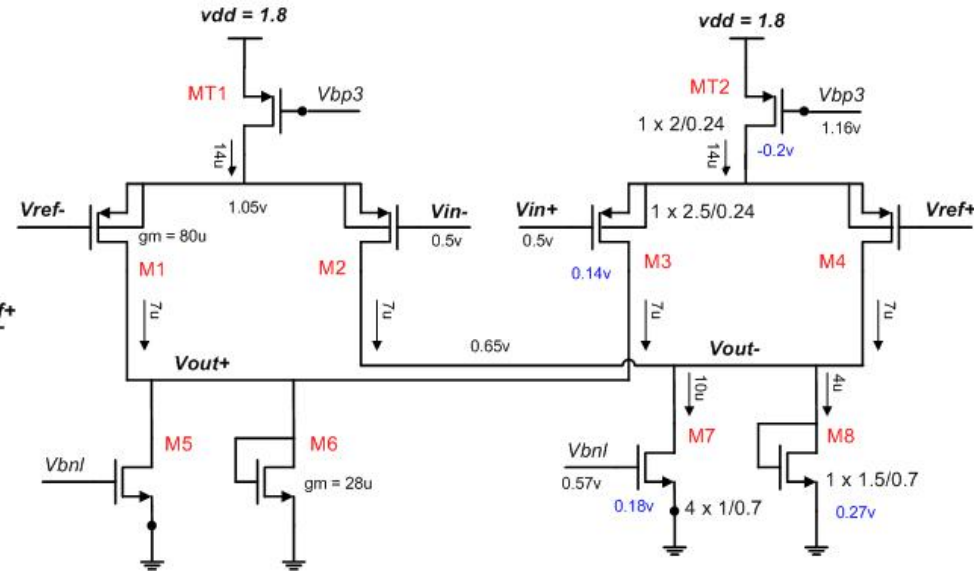 vdd = 1.8
vdd = 1.8
MT1
Vbp3
MT2
Vbp3
1 x 2/0.24
1.16v
14u
14u
-0.2v
Vref-
1.05v
Vin-
Vin+
1 x 2.5/0.24
Vref+
gm = 80u
0.5v
0.5v
M1
M2
0.14v
M3
M4
f+
7u
7u
7u
7u
0.65v
Vout+
Vout-
10u
4u
M5
M6
M7
M8
Vbnl
gm = 28u
Vbnl
0.57v
0.18v
4 x 1/0.7
1 x 1.5/0.7
0.27v